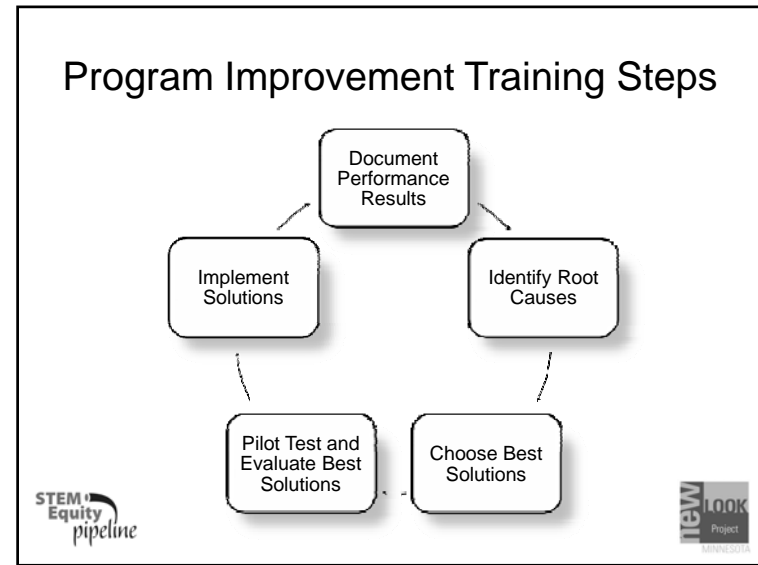 Program Improvement Training Steps
Document
Performance
Results
Identify Root
Causes
Choose Best
Solutions
Pilot Test and
Evaluate Best
Solutions
Implement
Solutions
STEM
Equity
pipeline
new LOOK
Project
MINNESOTA